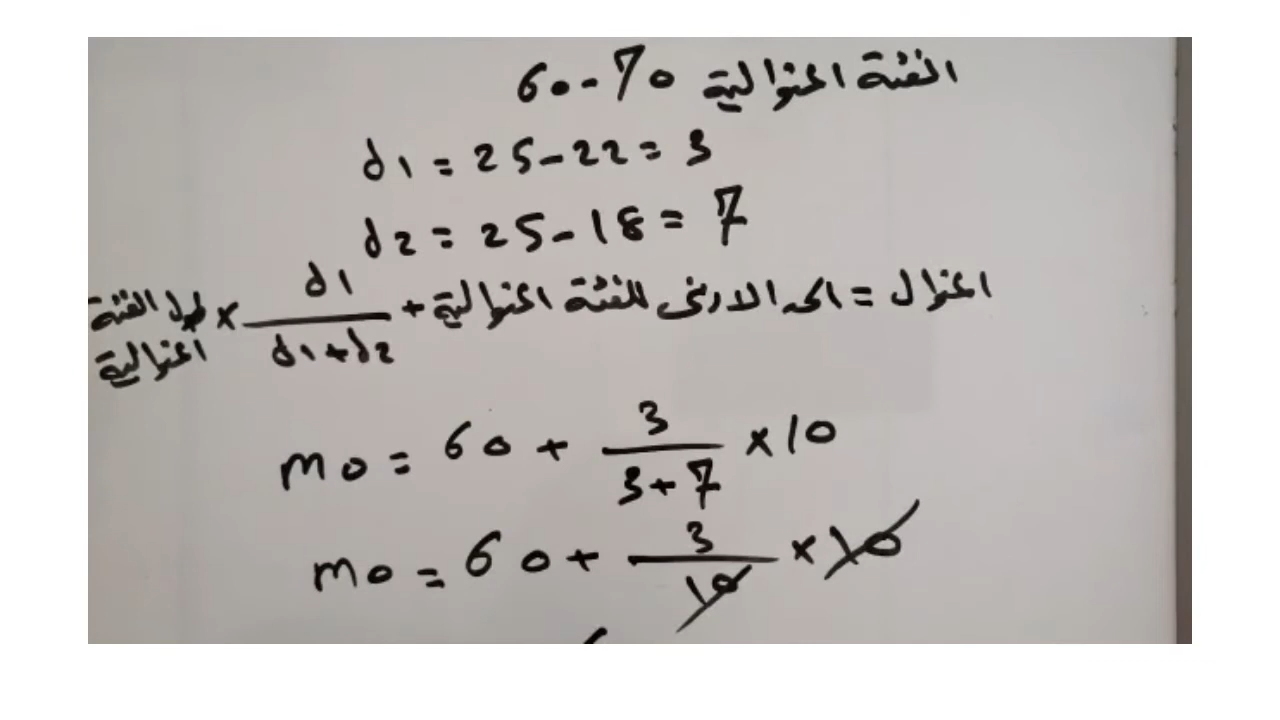 الفئة المنوالية 60-70
d1 = 25-22= 3
d2 = 25-18= 7
المنوال = الحد الادنى للفئة المنوالية + d1 / d1+d2 × طول الفئة المنوالية
mo = 60 + 3 / 3+7 × 10
mo = 60 + 3 / 10 × 10